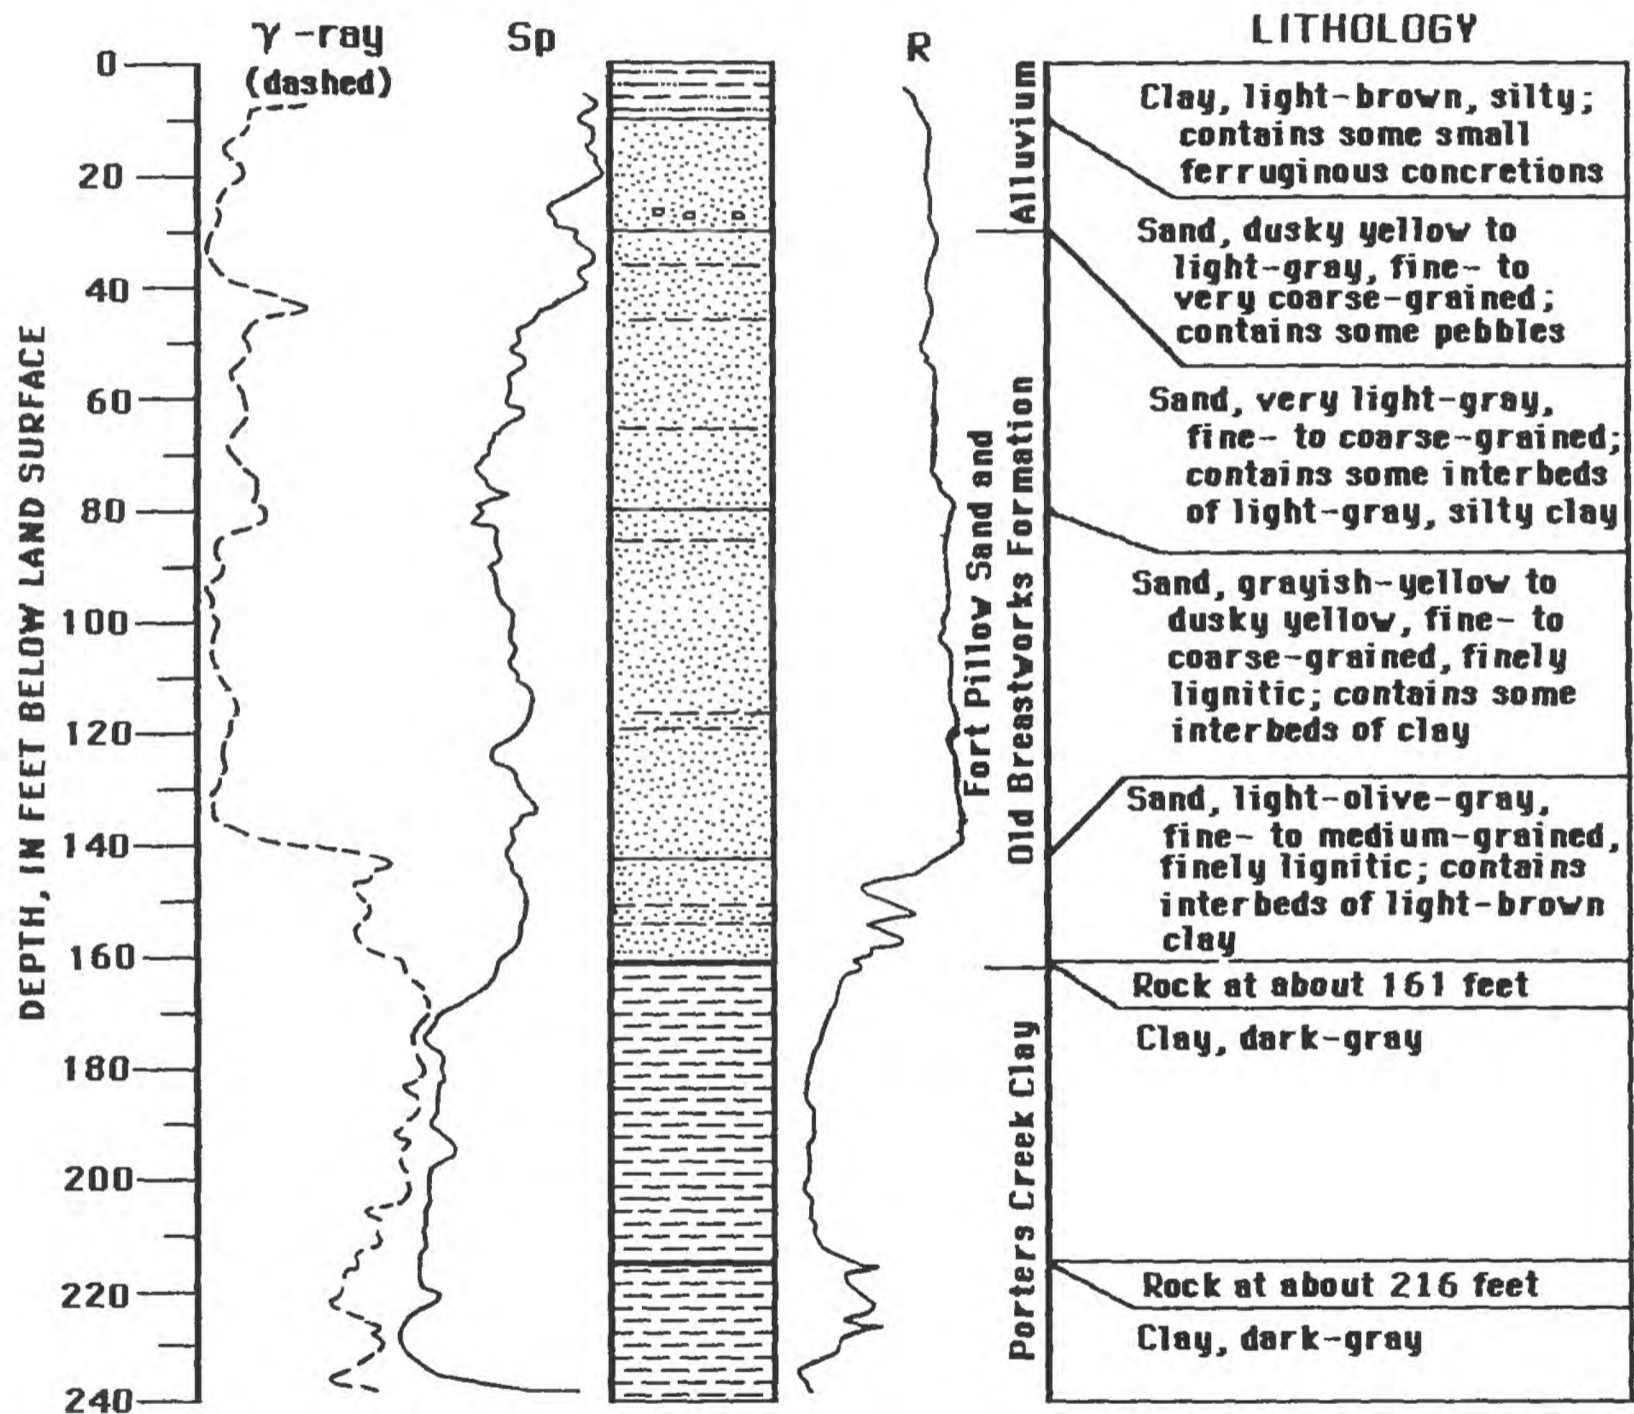 γ -ray
(dashed)
Sp
R
LITHOLOGY
DEPTH, IN FEET BELOW LAND SURFACE
0
20
40
60
80
100
120
140
160
180
200
220
240
Alluvium
Fort Pillow Sand and
Old Breastworks Formation
Porters Creek Clay
Clay, light-brown, silty;
contains some small
ferruginous concretions
Sand, dusky yellow to
light-gray, fine- to
very coarse-grained;
contains some pebbles
Sand, very light-gray,
fine- to coarse-grained;
contains some interbeds
of light-gray, silty clay
Sand, grayish-yellow to
dusky yellow, fine- to
coarse-grained, finely
lignitic; contains some
interbeds of clay
Sand, light-olive-gray,
fine- to medium-grained,
finely lignitic; contains
interbeds of light-brown
clay
Rock at about 161 feet
Clay, dark-gray
Rock at about 216 feet
Clay, dark-gray